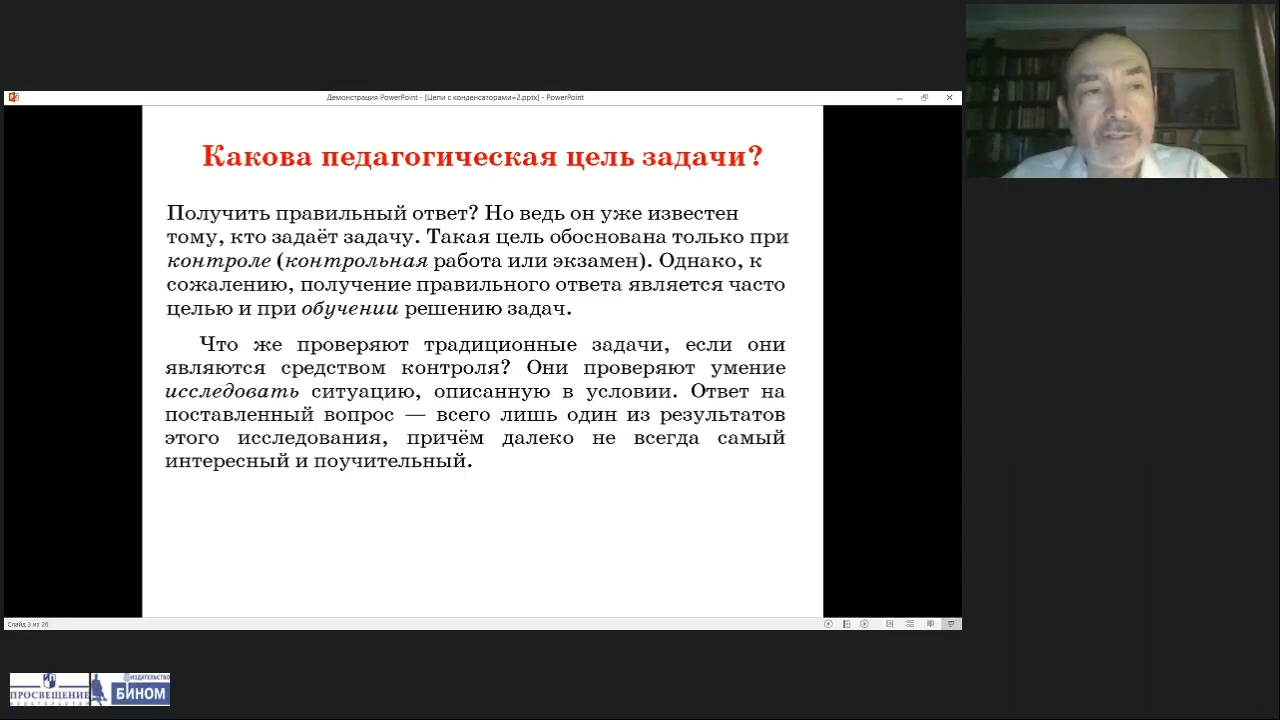 Демонстрация PowerPoint - [Цепи с конденсаторами=2.pptx] - PowerPoint
Какова педагогическая цель задачи?
Получить правильный ответ? Но ведь он уже известен
тому, кто задаёт задачу. Такая цель обоснована только при
контроле (контрольная работа или экзамен). Однако, к
сожалению, получение правильного ответа является часто
целью и при обучении решению задач.
Что же проверяют традиционные задачи, если они
являются средством контроля? Они проверяют умение
исследовать ситуацию, описанную в условии. Ответ на
поставленный вопрос — всего лишь один из результатов
этого исследования, причём далеко не всегда самый
интересный и поучительный.
Слайд 3 из 26
ПРОСВЕЩЕНИЕ
ИЗДАТЕЛЬСТВО
ИЗДАТЕЛЬСТВО
БИНОМ